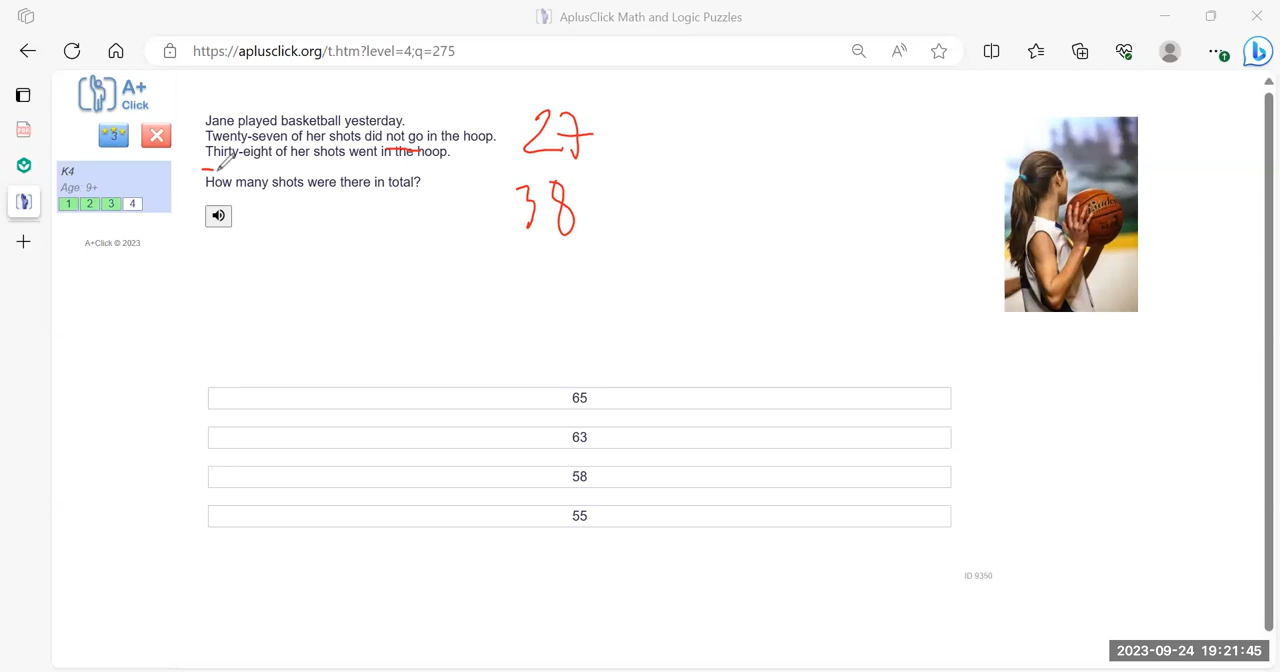 AplusClick Math and Logic Puzzles
https://aplusclick.org/t.htm?level=4;q=275
A+
Click
3
K4
Age: 9+
1 2 3 4
A+Click © 2023
Jane played basketball yesterday.
Twenty-seven of her shots did not go in the hoop.
Thirty-eight of her shots went in the hoop.
How many shots were there in total?
27
38
65
63
58
55
ID 9350
2023-09-24 19:21:45